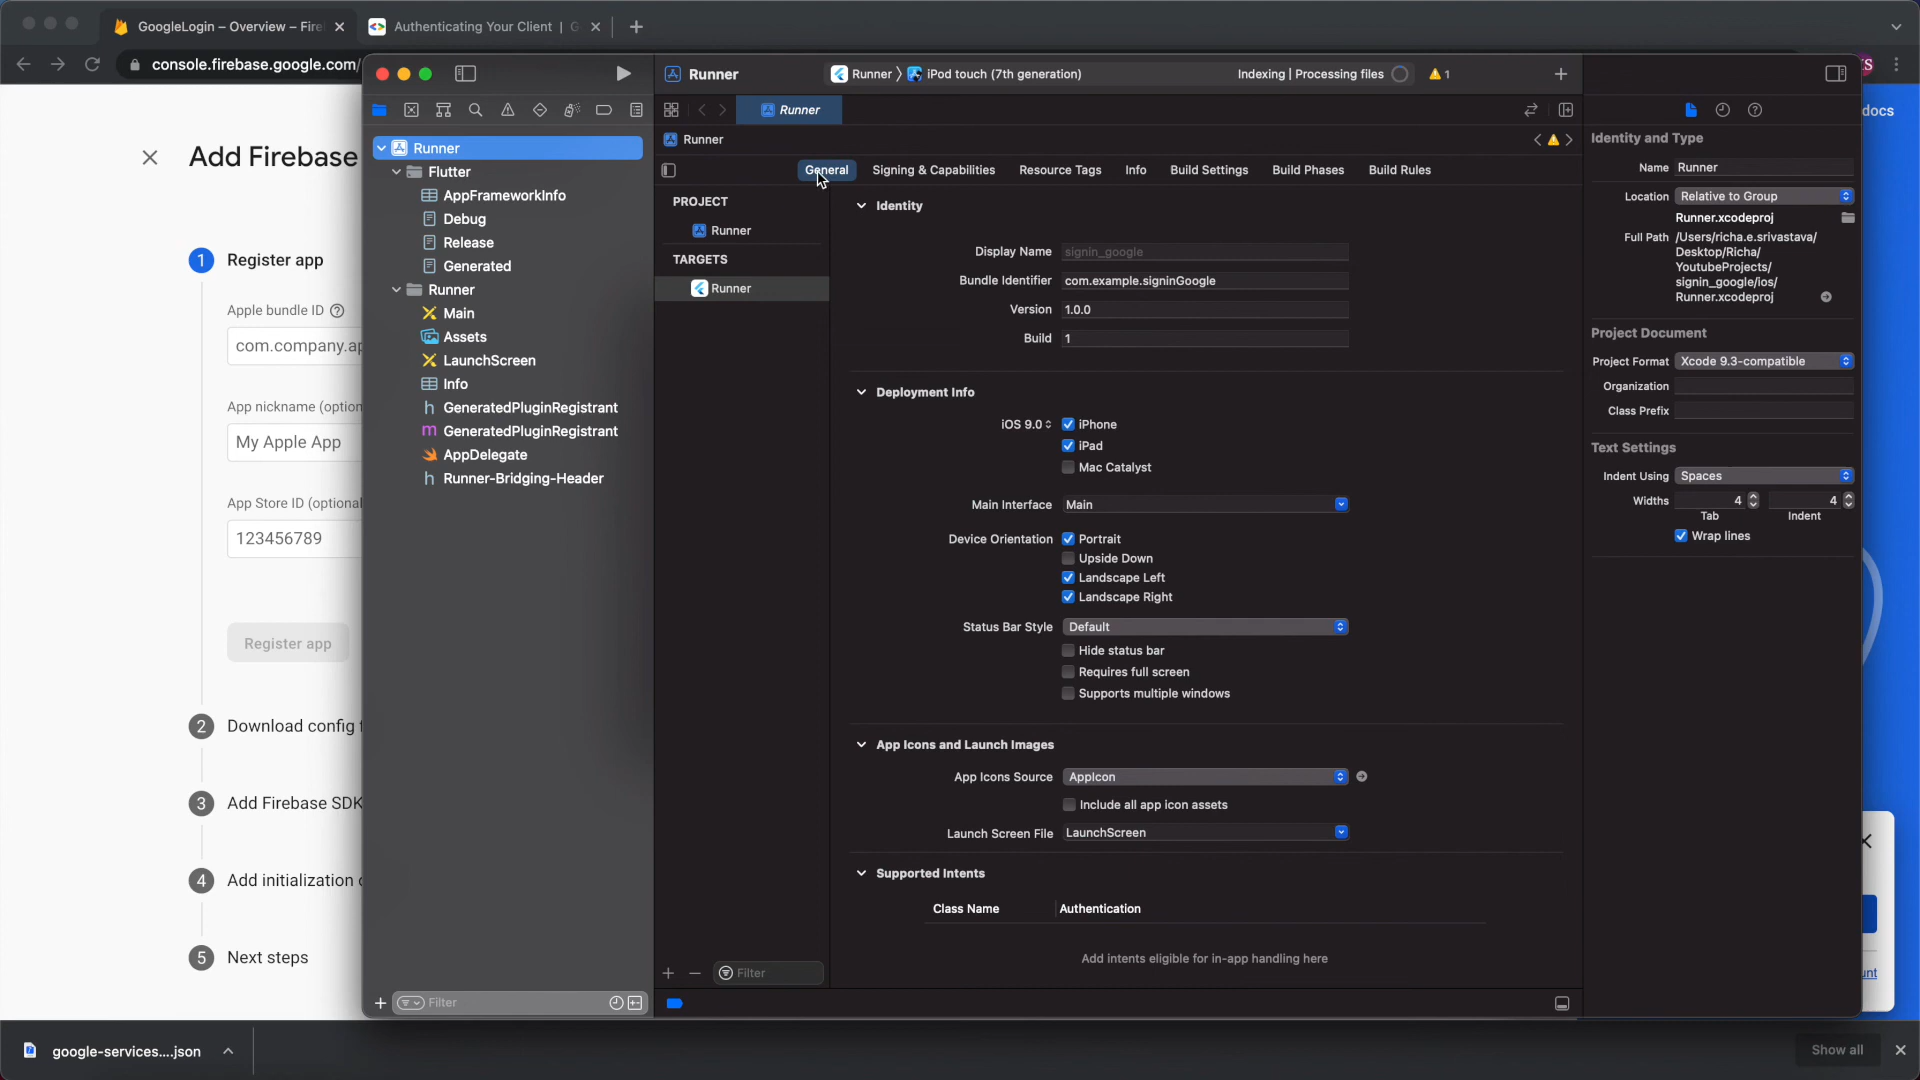 GoogleLogin – Overview – Fire
Authenticating Your Client | G
console.firebase.google.com/
docs
Add Firebase
1 Register app
Apple bundle ID
com.company.ap
App nickname (option
My Apple App
App Store ID (optional
123456789
Register app
2 Download config f
3 Add Firebase SDK
4 Add initialization c
5 Next steps
Runner
Flutter
AppFrameworkInfo
Debug
Release
Generated
Runner
Main
Assets
LaunchScreen
Info
h GeneratedPluginRegistrant
m GeneratedPluginRegistrant
AppDelegate
h Runner-Bridging-Header
Filter
Runner
Runner
iPod touch (7th generation)
Indexing | Processing files
1
Runner
Runner
General
Signing & Capabilities
Resource Tags
Info
Build Settings
Build Phases
Build Rules
PROJECT
Runner
TARGETS
Runner
Filter
Identity
Display Name signin_google
Bundle Identifier com.example.signinGoogle
Version 1.0.0
Build 1
Deployment Info
iOS 9.0 iPhone
iPad
Mac Catalyst
Main Interface Main
Device Orientation Portrait
Upside Down
Landscape Left
Landscape Right
Status Bar Style Default
Hide status bar
Requires full screen
Supports multiple windows
App Icons and Launch Images
App Icons Source AppIcon
Include all app icon assets
Launch Screen File LaunchScreen
Supported Intents
Class Name Authentication
Add intents eligible for in-app handling here
Identity and Type
Name Runner
Location Relative to Group
Runner.xcodeproj
Full Path /Users/richa.e.srivastava/
Desktop/Richa/
YoutubeProjects/
signin_google/ios/
Runner.xcodeproj
Project Document
Project Format Xcode 9.3-compatible
Organization
Class Prefix
Text Settings
Indent Using Spaces
Widths 4 4
Tab Indent
Wrap lines
unt
google-services....json
Show all